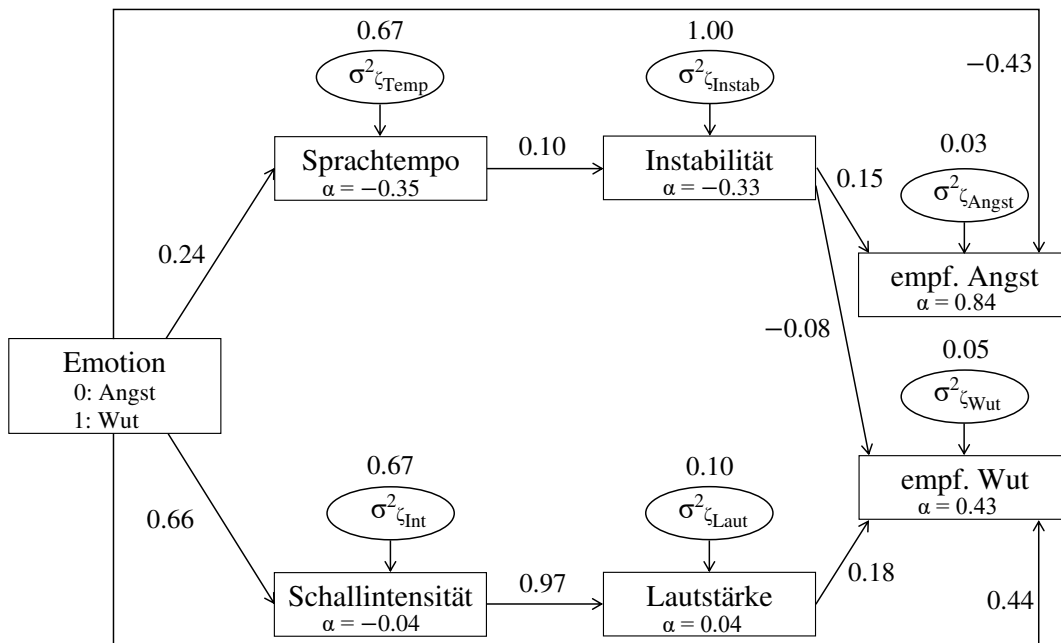 0.67
1.00
σ²ζTemp
σ²ζInstab
−0.43
Sprachtempo
α = −0.35
0.10
Instabilität
α = −0.33
0.03
0.15
σ²ζAngst
0.24
empf. Angst
α = 0.84
−0.08
Emotion
0: Angst
1: Wut
0.05
σ²ζWut
0.67
0.10
empf. Wut
α = 0.43
0.66
σ²ζInt
σ²ζLaut
Schallintensität
α = −0.04
0.97
Lautstärke
α = 0.04
0.18
0.44